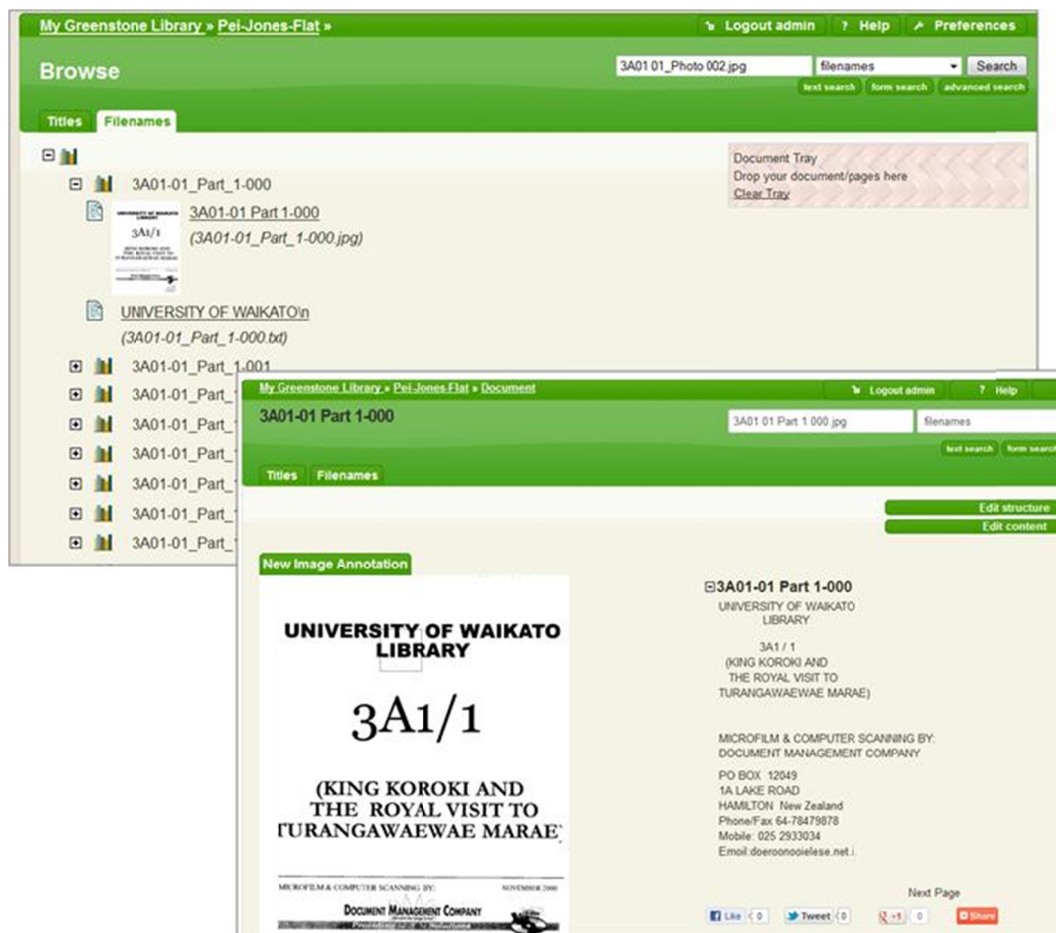 My Greenstone Library » Pei-Jones-Flat »
Logout admin
? Help
Preferences
Browse
3A01 01_Photo 002.jpg
filenames
Search
text search
form search
advanced search
Titles
Filenames
Document Tray
Drop your document/pages here
Clear Tray
3A01-01_Part_1-000
UNIVERSITY OF WAIKATO
LIBRARY
3A1/1
3A01-01 Part 1-000
(3A01-01_Part_1-000.jpg)
UNIVERSITY OF WAIKATO\n
(3A01-01_Part_1-000.txt)
3A01-01_Part_1-001
3A01-01_Part_
3A01-01_Part_
3A01-01_Part_
3A01-01_Part_
3A01-01_Part_
3A01-01_Part_
My Greenstone Library » Pei-Jones-Flat » Document
Logout admin
? Help
3A01-01 Part 1-000
3A01 01 Part 1 000 jpg
filenames
text search
form search
Titles
Filenames
Edit structure
Edit content
New Image Annotation
UNIVERSITY OF WAIKATO
LIBRARY
3A1/1
(KING KOROKI AND
THE ROYAL VISIT TO
TURANGAWAEWAE MARAE
MICROFILM & COMPUTER SCANNING BY:
NOVEMBER 2000
DOCUMENT MANAGEMENT COMPANY
3A01-01 Part 1-000
UNIVERSITY OF WAIKATO
LIBRARY
3A1 / 1
(KING KOROKI AND
THE ROYAL VISIT TO
TURANGAWAEWAE MARAE)
MICROFILM & COMPUTER SCANNING BY:
DOCUMENT MANAGEMENT COMPANY
PO BOX 12049
1A LAKE ROAD
HAMILTON New Zealand
Phone/Fax 64-78479878
Mobile: 025 2933034
Email:doeroonooielese.net.i.
Next Page
Like 0
Tweet 0
+1 0
Share